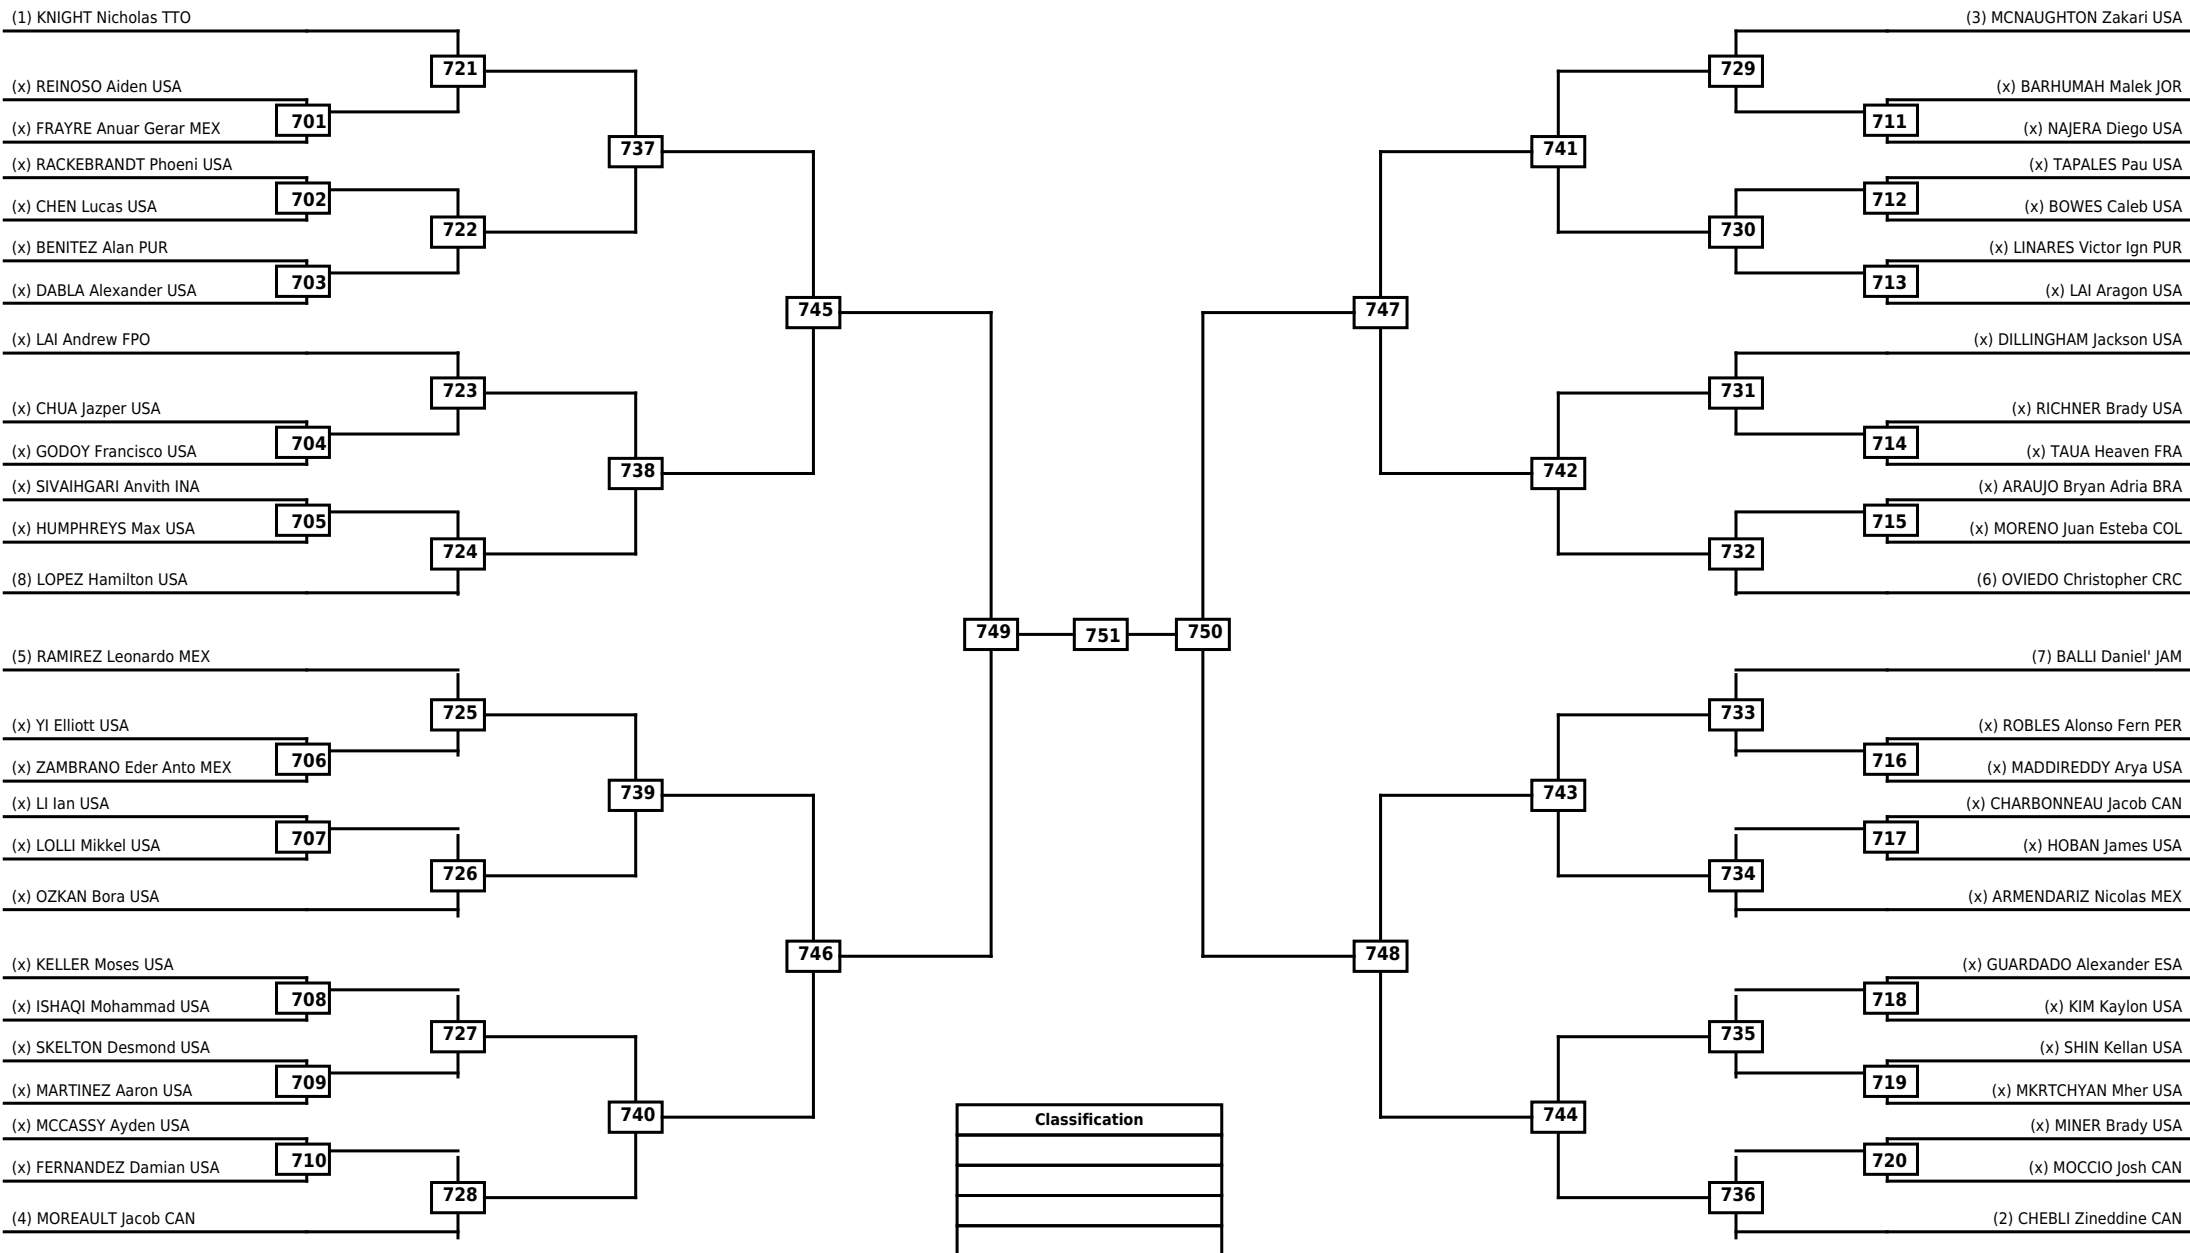 (1) KNIGHT Nicholas TTO
721
(x) REINOSO Aiden USA
701
(x) FRAYRE Anuar Gerar MEX
737
(x) RACKEBRANDT Phoeni USA
702
(x) CHEN Lucas USA
722
(x) BENITEZ Alan PUR
703
(x) DABLA Alexander USA
745
(x) LAI Andrew FPO
723
(x) CHUA Jazper USA
704
(x) GODOY Francisco USA
738
(x) SIVAIHGARI Anvith INA
705
(x) HUMPHREYS Max USA
724
(8) LOPEZ Hamilton USA
749
751
750
(5) RAMIREZ Leonardo MEX
725
(x) YI Elliott USA
706
(x) ZAMBRANO Eder Anto MEX
739
(x) LI Ian USA
707
(x) LOLLI Mikkel USA
726
(x) OZKAN Bora USA
746
(x) KELLER Moses USA
708
(x) ISHAQI Mohammad USA
727
(x) SKELTON Desmond USA
709
(x) MARTINEZ Aaron USA
740
(x) MCCASSY Ayden USA
710
(x) FERNANDEZ Damian USA
728
(4) MOREAULT Jacob CAN
(3) MCNAUGHTON Zakari USA
729
(x) BARHUMAH Malek JOR
711
(x) NAJERA Diego USA
741
(x) TAPALES Pau USA
712
(x) BOWES Caleb USA
730
(x) LINARES Victor Ign PUR
713
(x) LAI Aragon USA
747
(x) DILLINGHAM Jackson USA
731
(x) RICHNER Brady USA
714
(x) TAUA Heaven FRA
742
(x) ARAUJO Bryan Adria BRA
715
(x) MORENO Juan Esteba COL
732
(6) OVIEDO Christopher CRC
(7) BALLI Daniel' JAM
733
(x) ROBLES Alonso Fern PER
716
(x) MADDIREDDY Arya USA
743
(x) CHARBONNEAU Jacob CAN
717
(x) HOBAN James USA
734
(x) ARMENDARIZ Nicolas MEX
748
(x) GUARDADO Alexander ESA
718
(x) KIM Kaylon USA
735
(x) SHIN Kellan USA
719
(x) MKRTCHYAN Mher USA
744
(x) MINER Brady USA
720
(x) MOCCIO Josh CAN
736
(2) CHEBLI Zineddine CAN
Classification